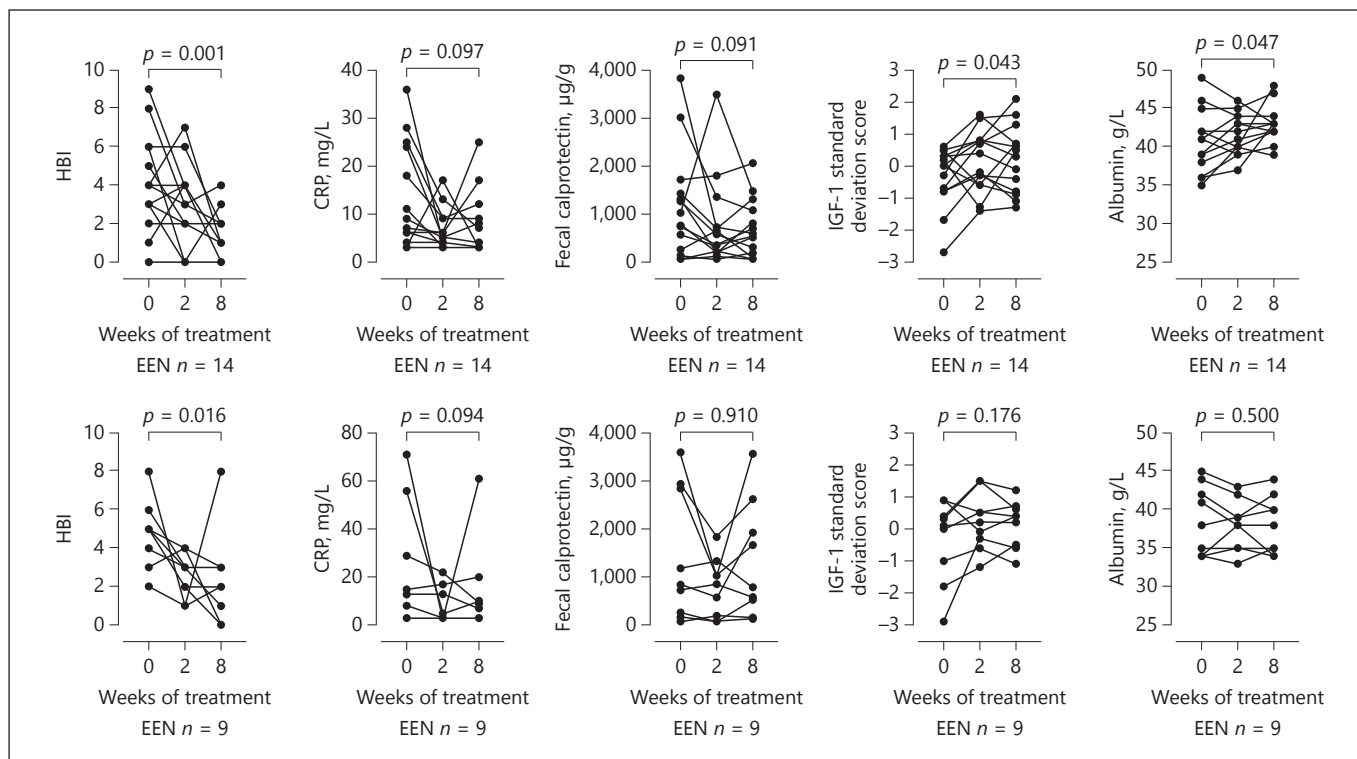 p = 0.001
10
8
6
4
2
0
HBI
0 2 8
Weeks of treatment
EEN n = 14
p = 0.097
40
30
20
10
0
CRP, mg/L
0 2 8
Weeks of treatment
EEN n = 14
p = 0.091
4,000
3,000
2,000
1,000
0
Fecal calprotectin, µg/g
0 2 8
Weeks of treatment
EEN n = 14
p = 0.043
3
2
1
0
–1
–2
–3
IGF-1 standard
deviation score
0 2 8
Weeks of treatment
EEN n = 14
p = 0.047
50
45
40
35
30
25
Albumin, g/L
0 2 8
Weeks of treatment
EEN n = 14
p = 0.016
10
8
6
4
2
0
HBI
0 2 8
Weeks of treatment
EEN n = 9
p = 0.094
80
60
40
20
0
CRP, mg/L
0 2 8
Weeks of treatment
EEN n = 9
p = 0.910
4,000
3,000
2,000
1,000
0
Fecal calprotectin, µg/g
0 2 8
Weeks of treatment
EEN n = 9
p = 0.176
3
2
1
0
–1
–2
–3
IGF-1 standard
deviation score
0 2 8
Weeks of treatment
EEN n = 9
p = 0.500
50
45
40
35
30
25
Albumin, g/L
0 2 8
Weeks of treatment
EEN n = 9